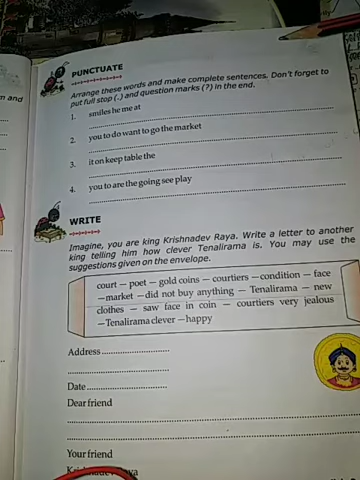 m and
PUNCTUATE
Arrange these words and make complete sentences. Don't forget to
put full stop (.) and question marks (?) in the end.
1. smiles he me at
2. you to do want to go the market
3. it on keep table the
4. you to are the going see play
WRITE
Imagine, you are king Krishnadev Raya. Write a letter to another
king telling him how clever Tenalirama is. You may use the
suggestions given on the envelope.
court — poet — gold coins — courtiers — condition — face
—market —did not buy anything — Tenalirama — new
clothes — saw face in coin — courtiers very jealous
—Tenalirama clever —happy
Address
Date
Dear friend
Your friend